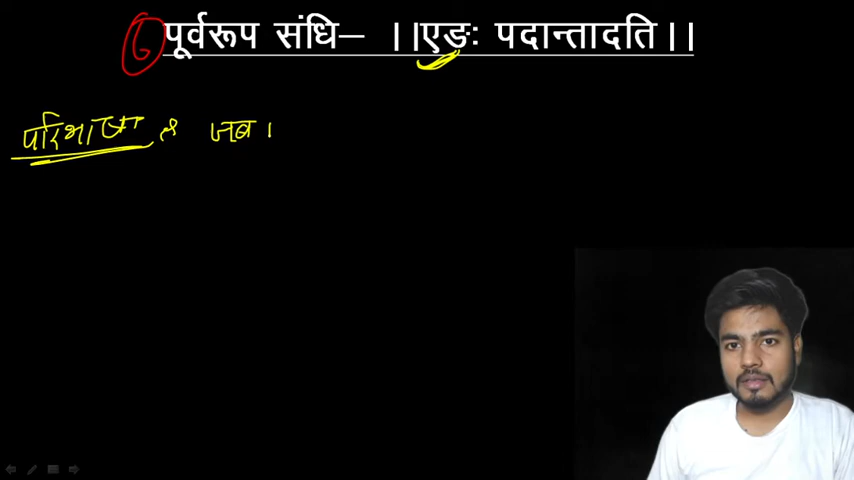 6 पूर्वरूप संधि– ||एङः पदान्तादति||
परिभाषा :- जब ।